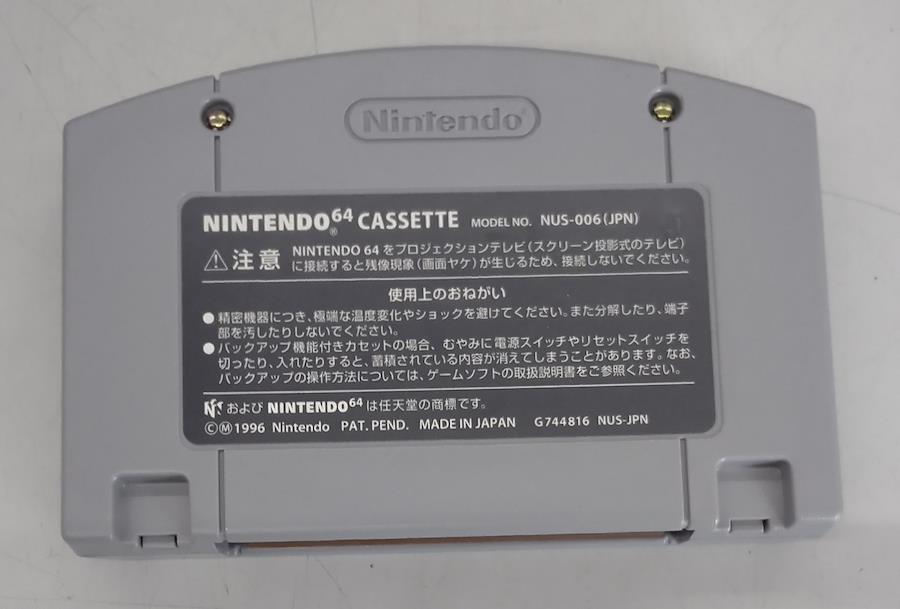 Nintendo®
NINTENDO64® CASSETTE MODEL NO. NUS-006(JPN)
⚠注意 NINTENDO 64 をプロジェクションテレビ(スクリーン投影式のテレビ)
に接続すると残像現象(画面ヤケ)が生じるため、接続しないでください。
使用上のおねがい
●精密機器につき、極端な温度変化やショックを避けてください。また分解したり、端子
部を汚したりしないでください。
●バックアップ機能付きカセットの場合、むやみに電源スイッチやリセットスイッチを
切ったり、入れたりすると、蓄積されている内容が消えてしまうことがあります。なお、
バックアップの操作方法については、ゲームソフトの取扱説明書をご参照ください。
および NINTENDO64 は任天堂の商標です。
ⒸⓂ1996 Nintendo PAT. PEND. MADE IN JAPAN G744816 NUS-JPN